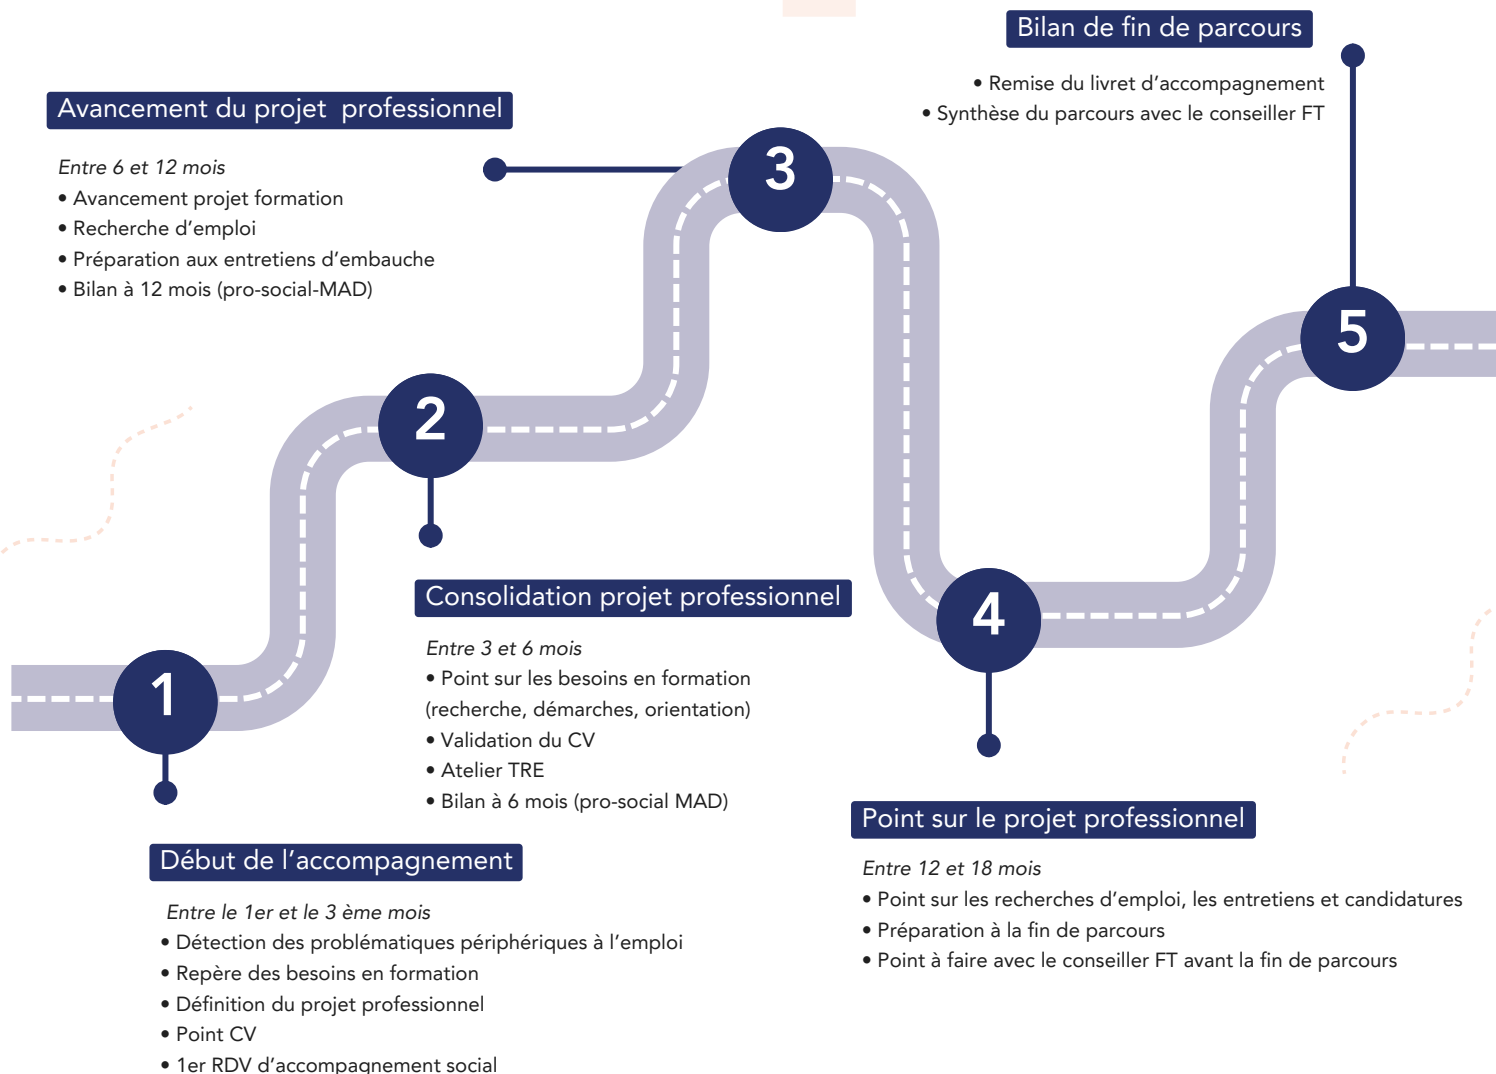 Bilan de fin de parcours
• Remise du livret d’accompagnement
• Synthèse du parcours avec le conseiller FT
Avancement du projet professionnel
Entre 6 et 12 mois
• Avancement projet formation
• Recherche d’emploi
• Préparation aux entretiens d’embauche
• Bilan à 12 mois (pro-social-MAD)
3
5
2
Consolidation projet professionnel
Entre 3 et 6 mois
• Point sur les besoins en formation
(recherche, démarches, orientation)
• Validation du CV
• Atelier TRE
• Bilan à 6 mois (pro-social MAD)
4
1
Point sur le projet professionnel
Entre 12 et 18 mois
• Point sur les recherches d’emploi, les entretiens et candidatures
• Préparation à la fin de parcours
• Point à faire avec le conseiller FT avant la fin de parcours
Début de l’accompagnement
Entre le 1er et le 3 ème mois
• Détection des problématiques périphériques à l’emploi
• Repère des besoins en formation
• Définition du projet professionnel
• Point CV
• 1er RDV d’accompagnement social